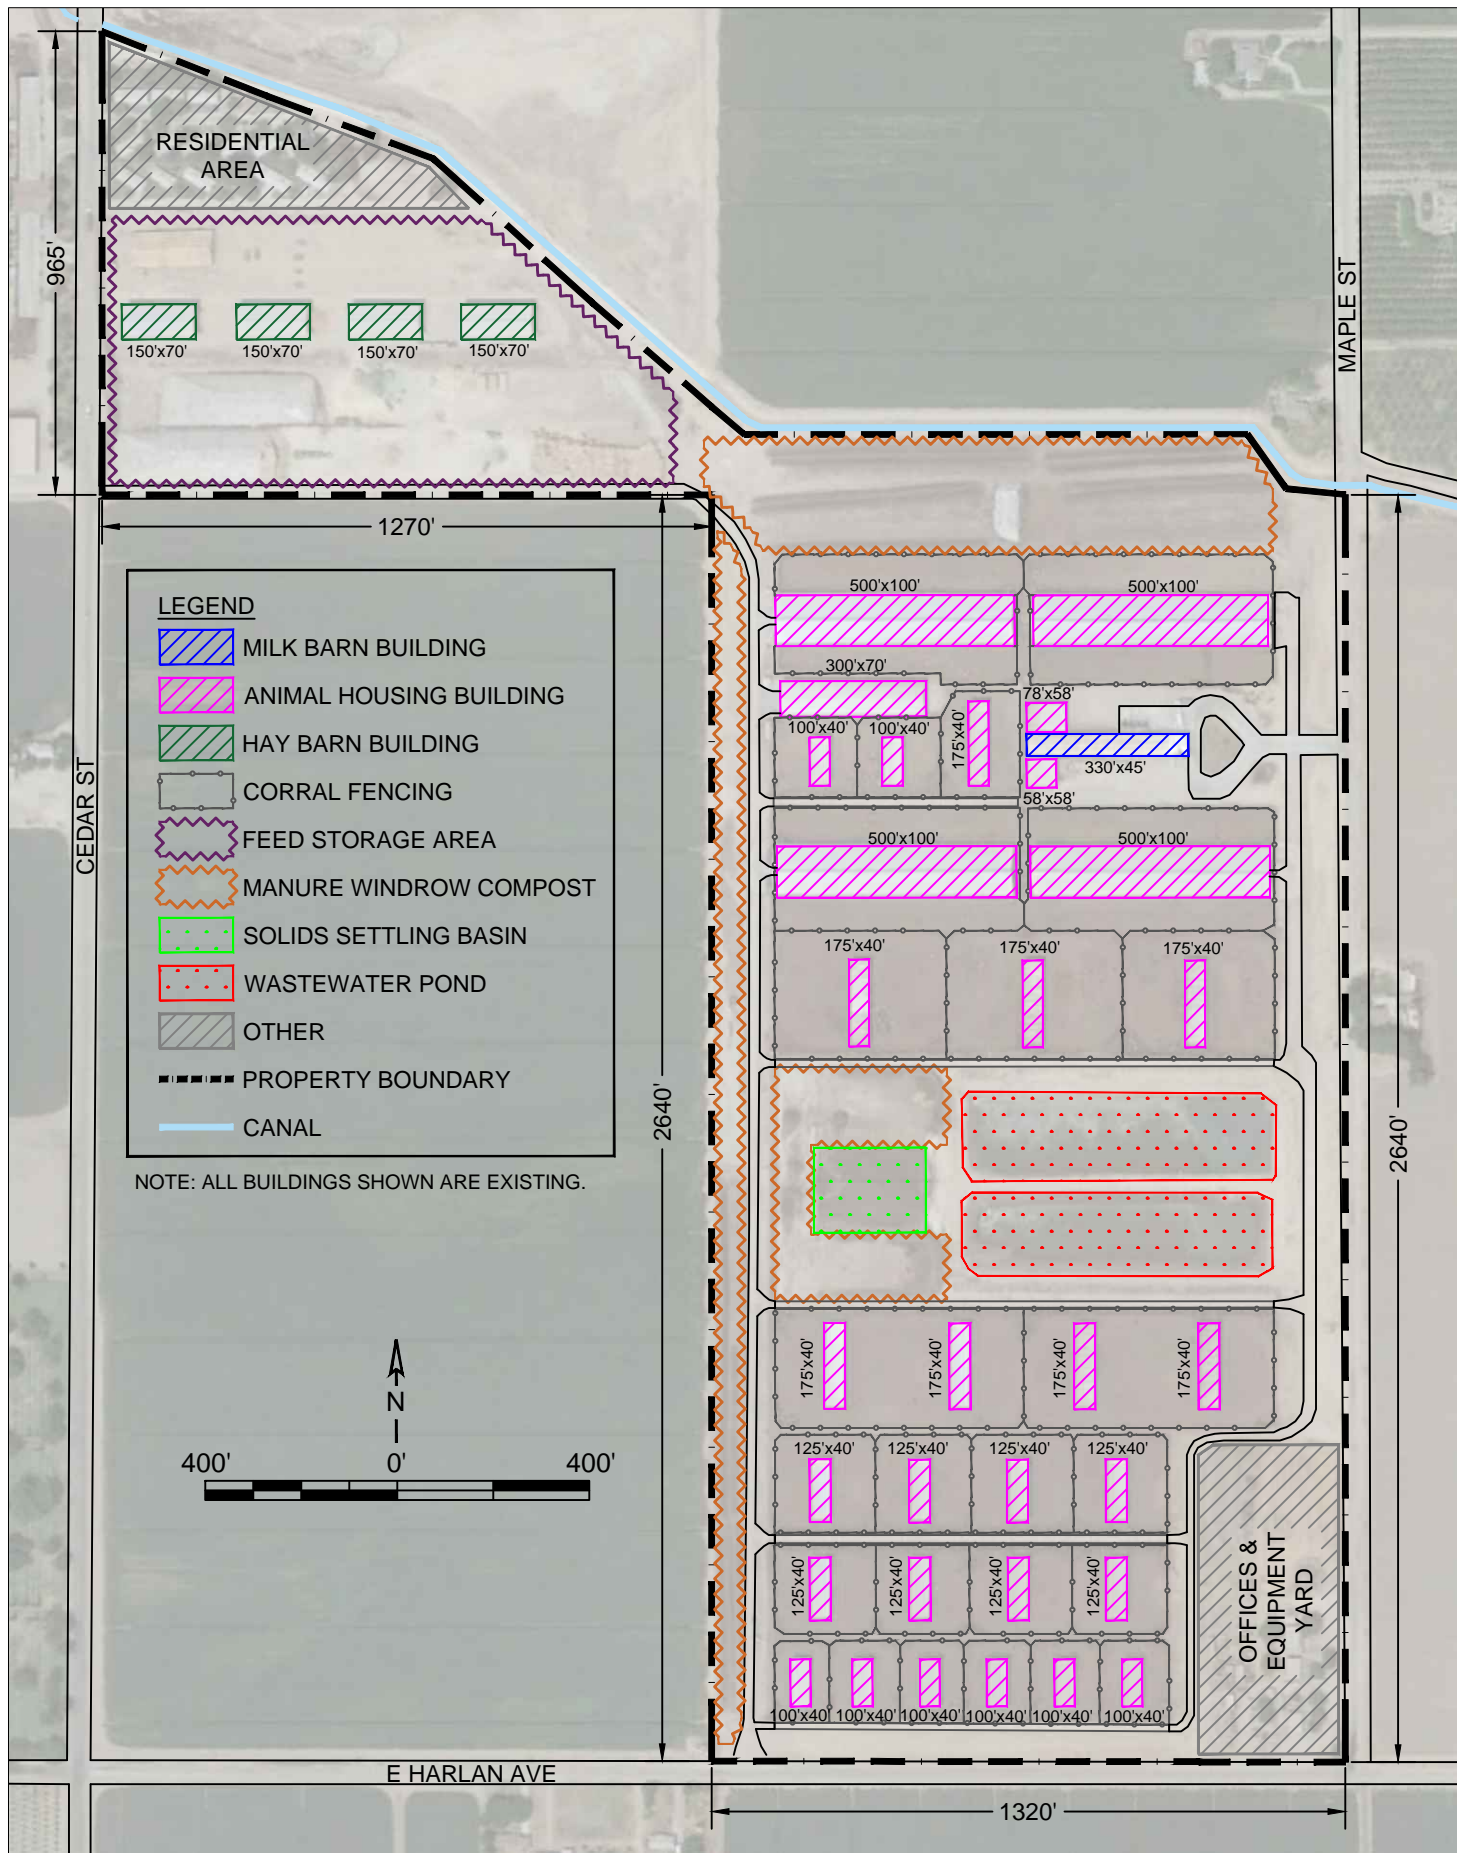 RESIDENTIAL
AREA
965'
150'x70'
150'x70'
150'x70'
150'x70'
MAPLE ST
1270'
LEGEND
MILK BARN BUILDING
ANIMAL HOUSING BUILDING
HAY BARN BUILDING
CORRAL FENCING
FEED STORAGE AREA
MANURE WINDROW COMPOST
SOLIDS SETTLING BASIN
WASTEWATER POND
OTHER
PROPERTY BOUNDARY
CANAL
NOTE: ALL BUILDINGS SHOWN ARE EXISTING.
CEDAR ST
2640'
500'x100'
500'x100'
300'x70'
78'x58'
100'x40'
100'x40'
175'x40'
330'x45'
58'x58'
500'x100'
500'x100'
175'x40'
175'x40'
175'x40'
2640'
175'x40'
175'x40'
175'x40'
175'x40'
N
400'
0'
400'
125'x40'
125'x40'
125'x40'
125'x40'
125'x40'
125'x40'
125'x40'
125'x40'
OFFICES &
EQUIPMENT
YARD
100'x40'
100'x40'
100'x40'
100'x40'
100'x40'
100'x40'
E HARLAN AVE
1320'